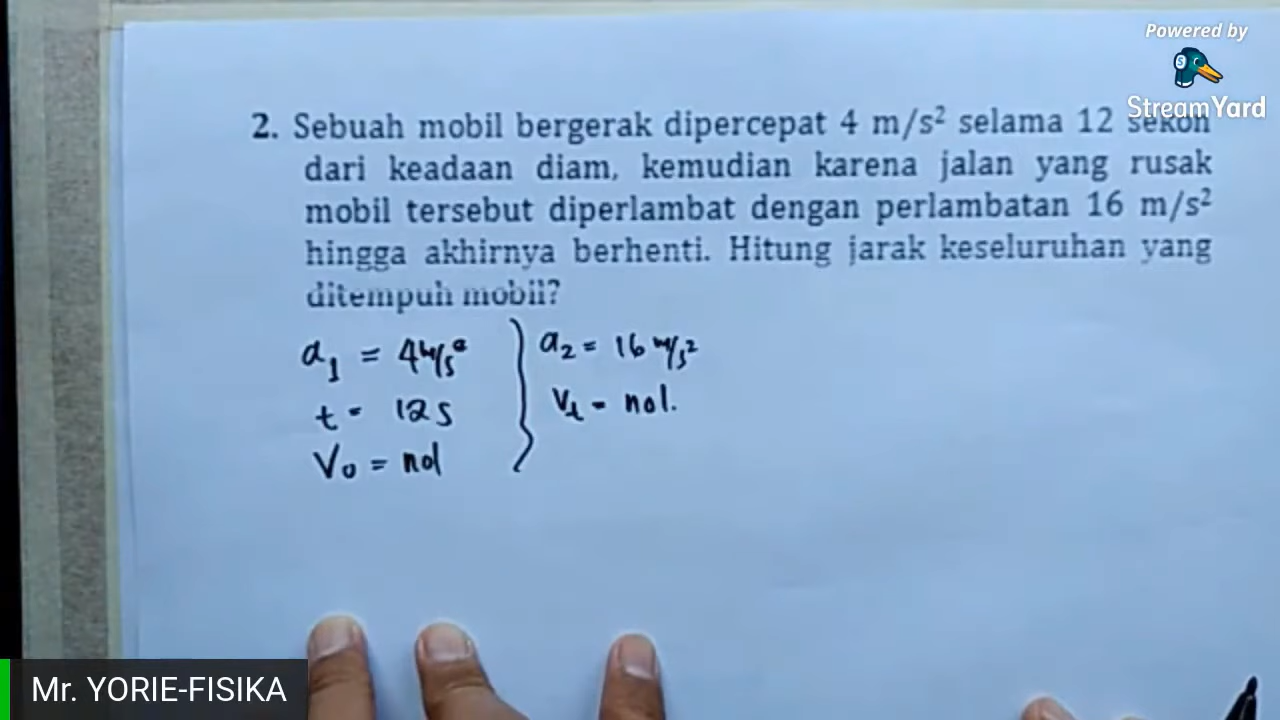 Powered by
StreamYard
2. Sebuah mobil bergerak dipercepat 4 m/s² selama 12 sekon
dari keadaan diam, kemudian karena jalan yang rusak
mobil tersebut diperlambat dengan perlambatan 16 m/s²
hingga akhirnya berhenti. Hitung jarak keseluruhan yang
ditempuh mobil?
a₁ = 4 m/s²
t = 12 s
V₀ = nol
a₂ = 16 m/s²
Vₜ = nol.
Mr. YORIE-FISIKA